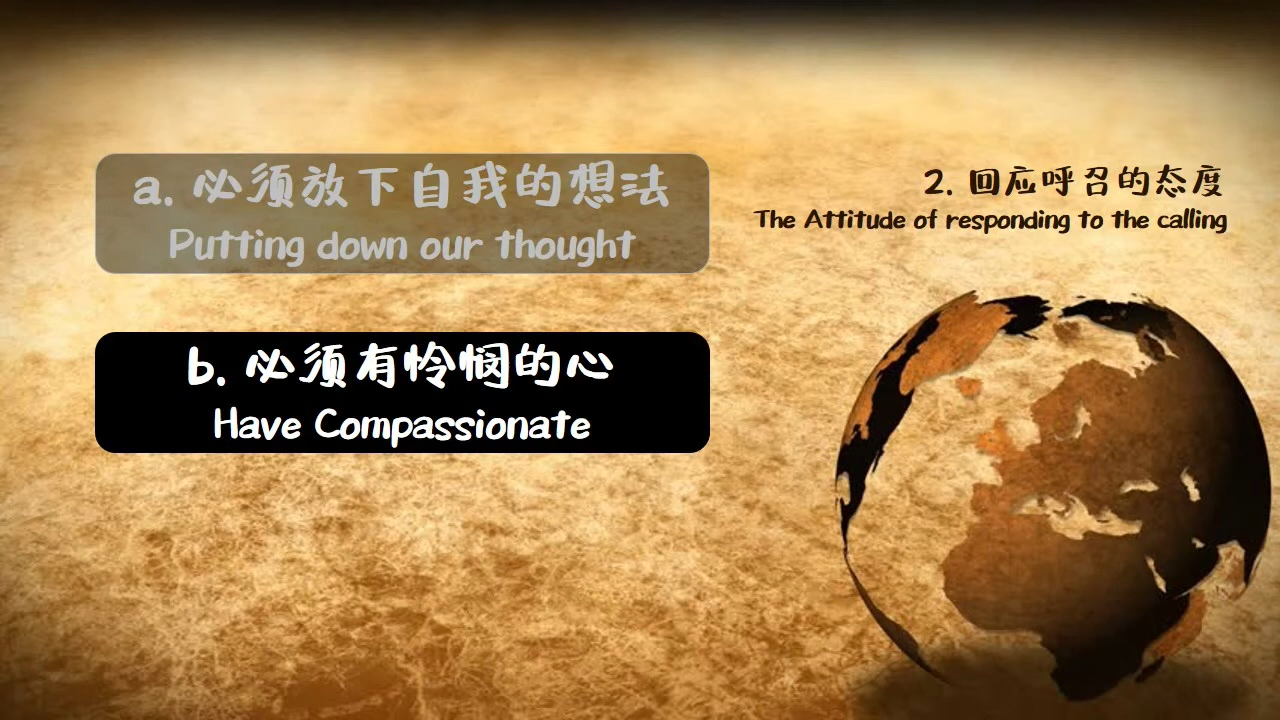 2. 回应呼召的态度
The Attitude of responding to the calling
a. 必须放下自我的想法
Putting down our thought
b. 必须有怜悯的心
Have Compassionate